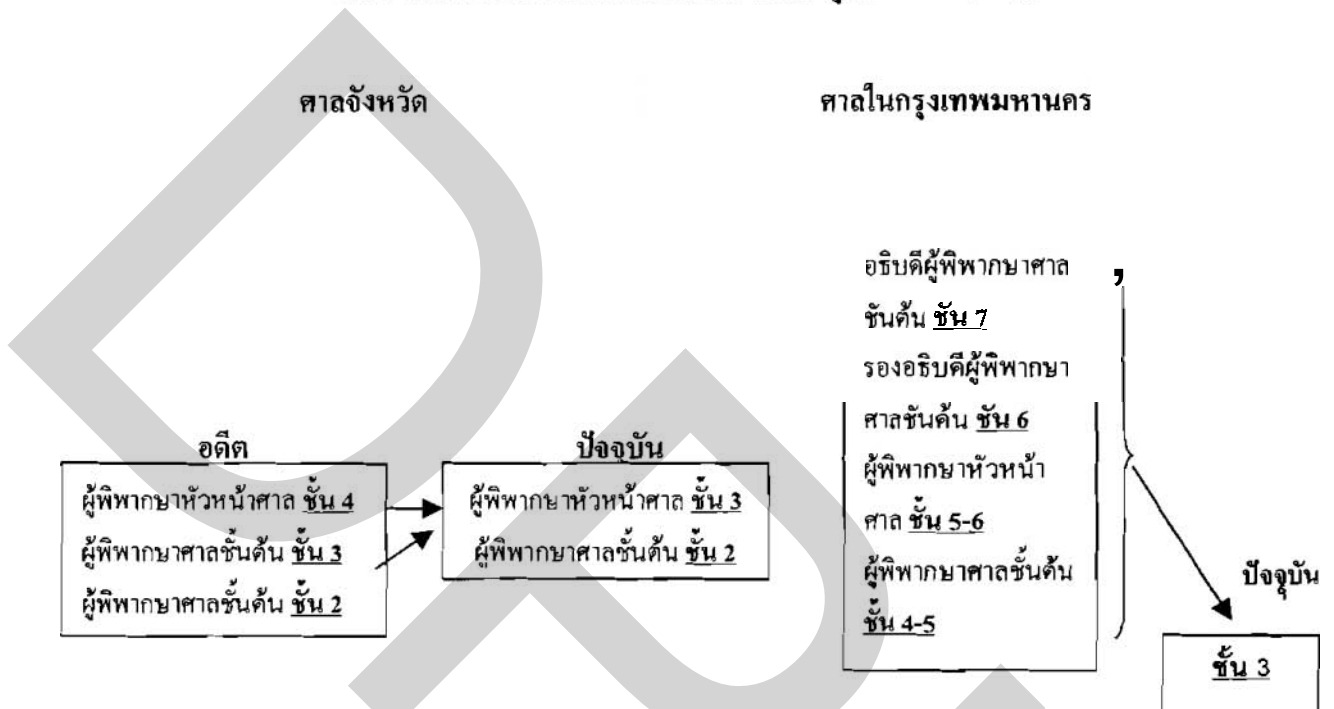 ศาลจังหวัด
ศาลในกรุงเทพมหานคร
อดีต
ผู้พิพากษาหัวหน้าศาล ชั้น 4
ผู้พิพากษาศาลชั้นต้น ชั้น 3
ผู้พิพากษาศาลชั้นต้น ชั้น 2
ปัจจุบัน
ผู้พิพากษาหัวหน้าศาล ชั้น 3
ผู้พิพากษาศาลชั้นต้น ชั้น 2
อธิบดีผู้พิพากษาศาล
ชั้นต้น ชั้น 7
รองอธิบดีผู้พิพากษา
ศาลชั้นต้น ชั้น 6
ผู้พิพากษาหัวหน้า
ศาล ชั้น 5-6
ผู้พิพากษาศาลชั้นต้น
ชั้น 4-5
ปัจจุบัน
ชั้น 3